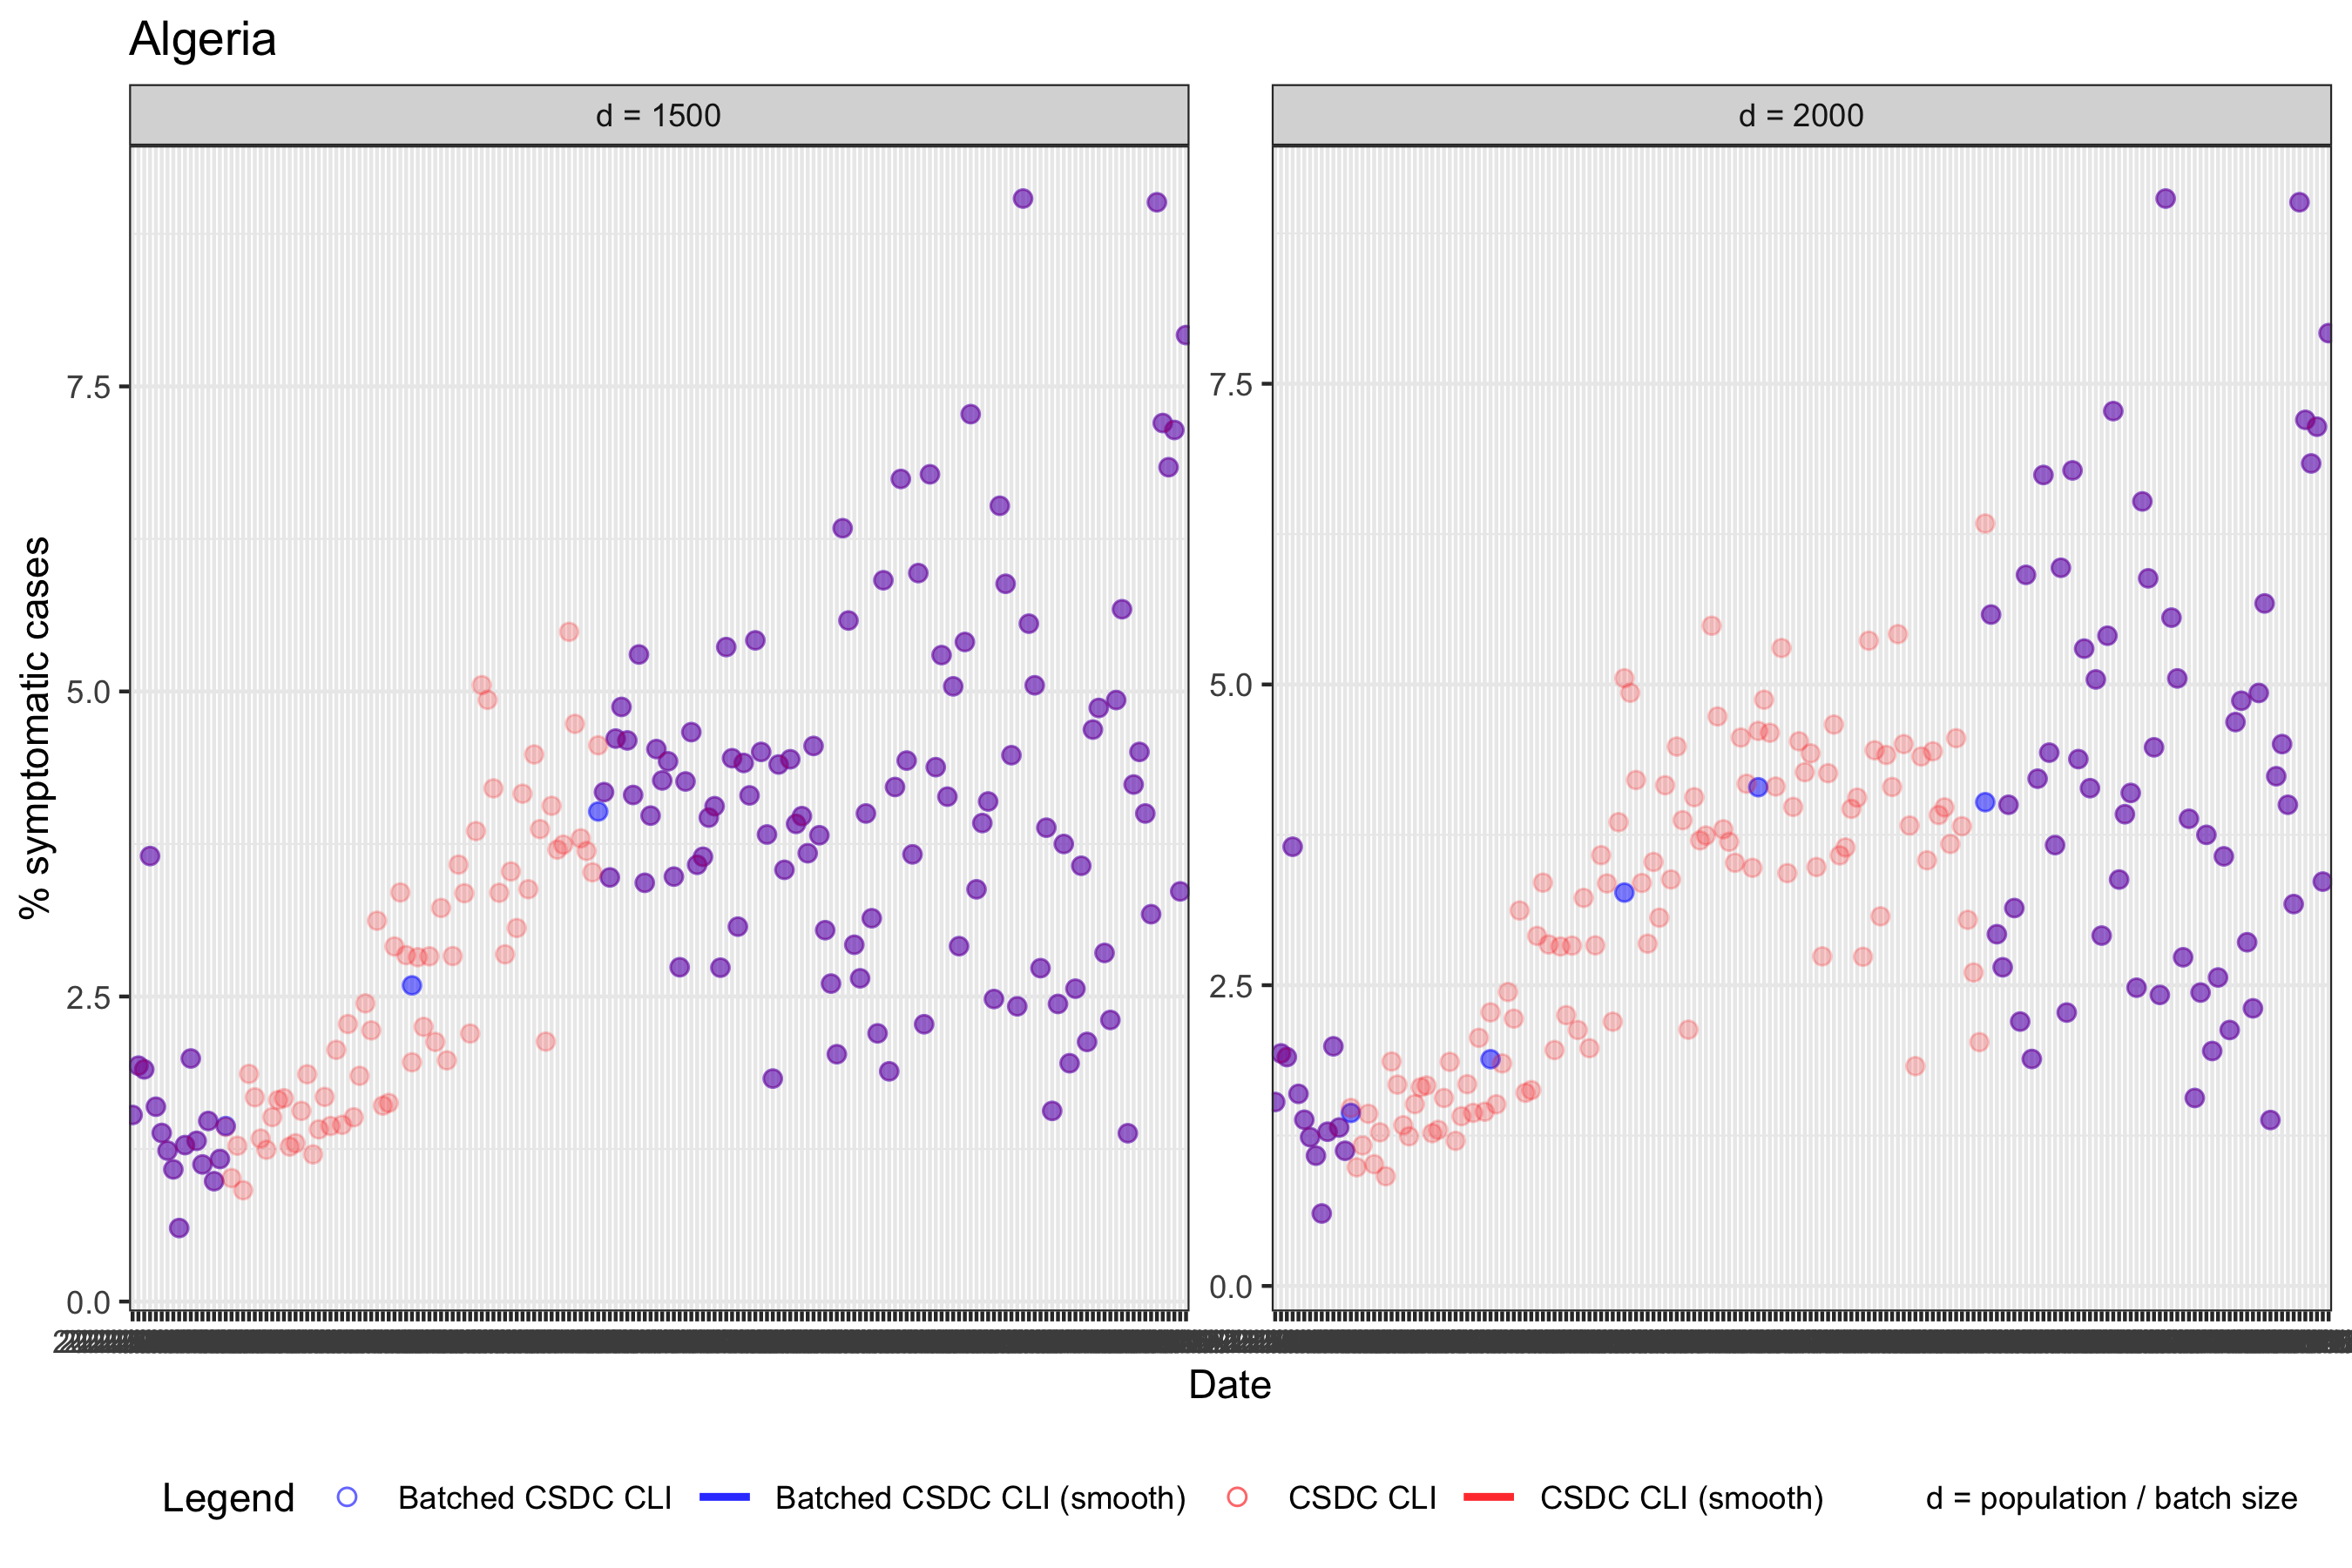 Algeria
d = 1500
d = 2000
% symptomatic cases
7.5
5.0
2.5
0.0
7.5
5.0
2.5
0.0
Date
Legend Batched CSDC CLI Batched CSDC CLI (smooth) CSDC CLI CSDC CLI (smooth) d = population / batch size